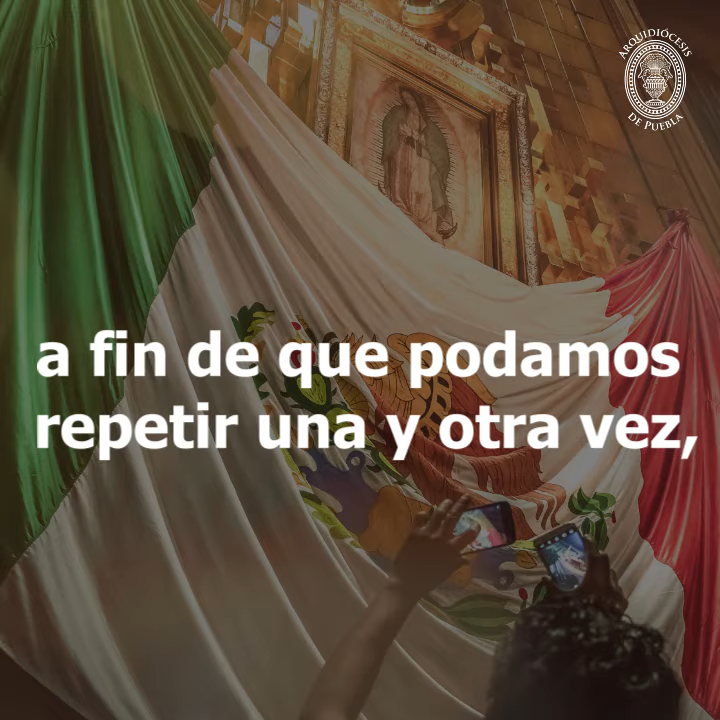 ARQUIDIÓCESIS
DE PUEBLA
a fin de que podamos
repetir una y otra vez,